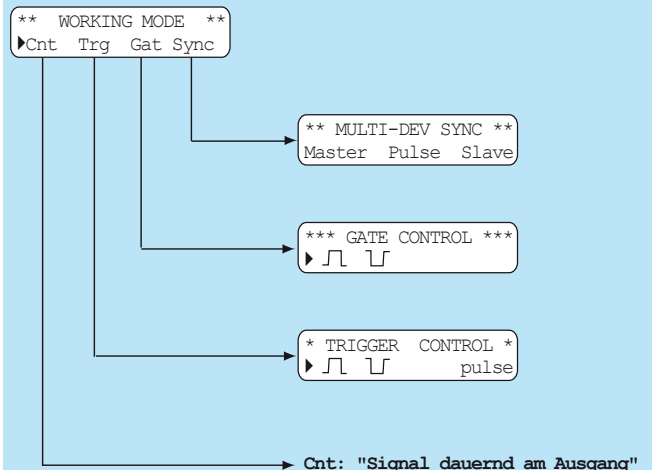 ** WORKING MODE **
Cnt Trg Gat Sync
** MULTI-DEV SYNC **
Master Pulse Slave
*** GATE CONTROL ***
* TRIGGER CONTROL *
pulse
Cnt: "Signal dauernd am Ausgang"